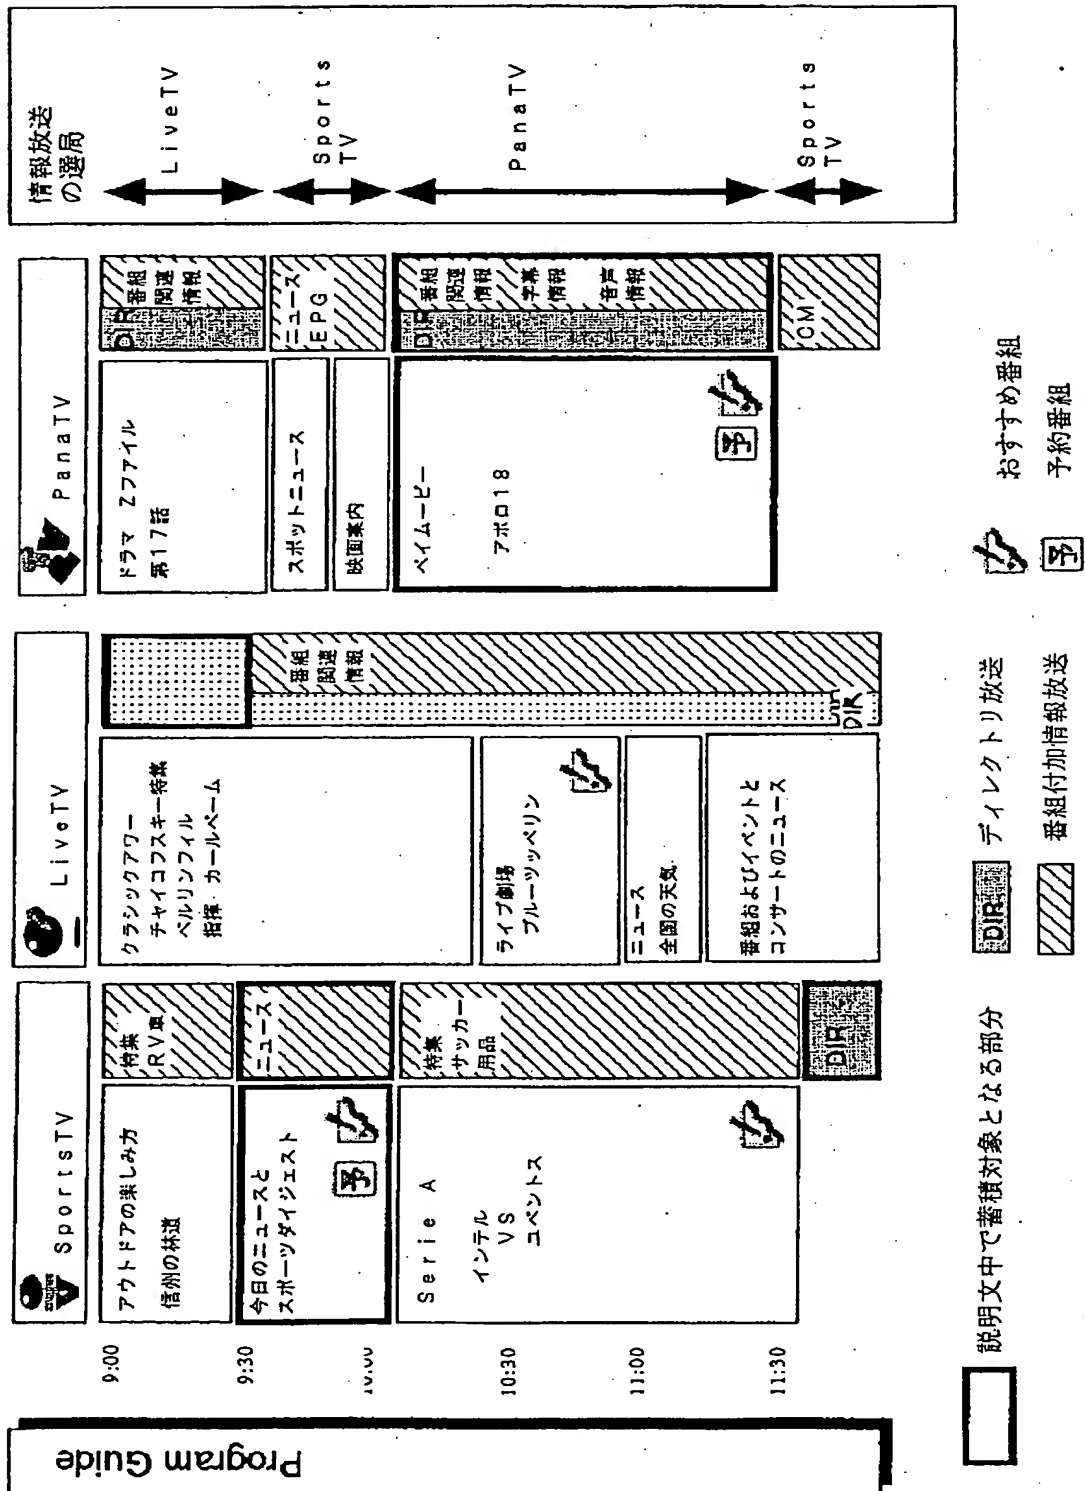 Program Guide
9:00
9:30
10:00
10:30
11:00
11:30
SportsTV
アウトドアの楽しみ方
信州の林道
特集
RV車
今日のニュースと
スポーツダイジェスト
予
ニュース
Serie A
インテル
VS
ユベントス
特集
サッカー
用品
DIR
LiveTV
クラシックアワー
チャイコフスキー特集
ベルリンフィル
指揮 カールベーム
ライブ劇場
ブルーツッペリン
ニュース
全国の天気
番組およびイベントと
コンサートのニュース
番組
関連
情報
DIR
PanaTV
ドラマ Zファイル
第17話
DIR
番組
関連
情報
スポットニュース
映画案内
ニュース
EPG
ペイムービー
アポロ18
予
DIR
番組
関連
情報
字幕
情報
音声
情報
CM
情報放送
の選局
LiveTV
Sports
TV
PanaTV
Sports
TV
説明文中で蓄積対象となる部分
DIR ディレクトリ放送
番組付加情報放送
おすすめ番組
予 予約番組